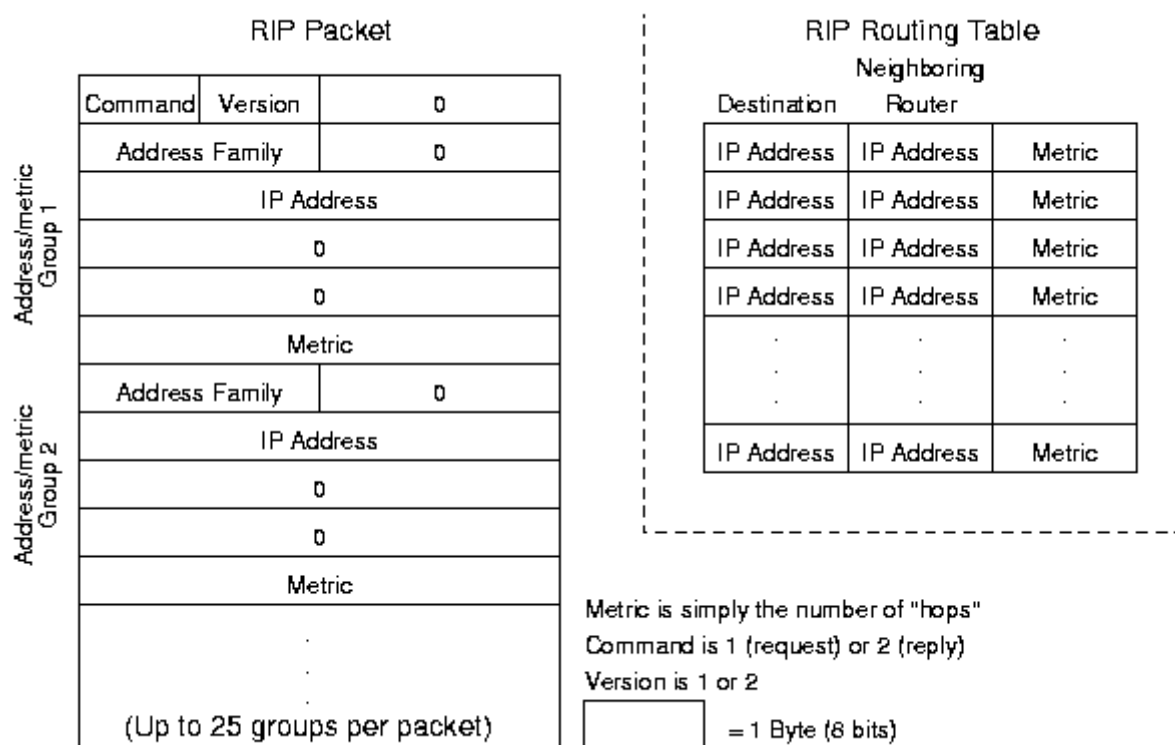 RIP Packet
Command Version 0
Address Family 0
IP Address
0
0
Metric
Address Family 0
IP Address
0
0
Metric
.
.
.
(Up to 25 groups per packet)
Address/metric
Group 1
Address/metric
Group 2
RIP Routing Table
Neighboring
Destination Router
IP Address IP Address Metric
IP Address IP Address Metric
IP Address IP Address Metric
IP Address IP Address Metric
. . .
. . .
. . .
IP Address IP Address Metric
Metric is simply the number of "hops"
Command is 1 (request) or 2 (reply)
Version is 1 or 2
= 1 Byte (8 bits)